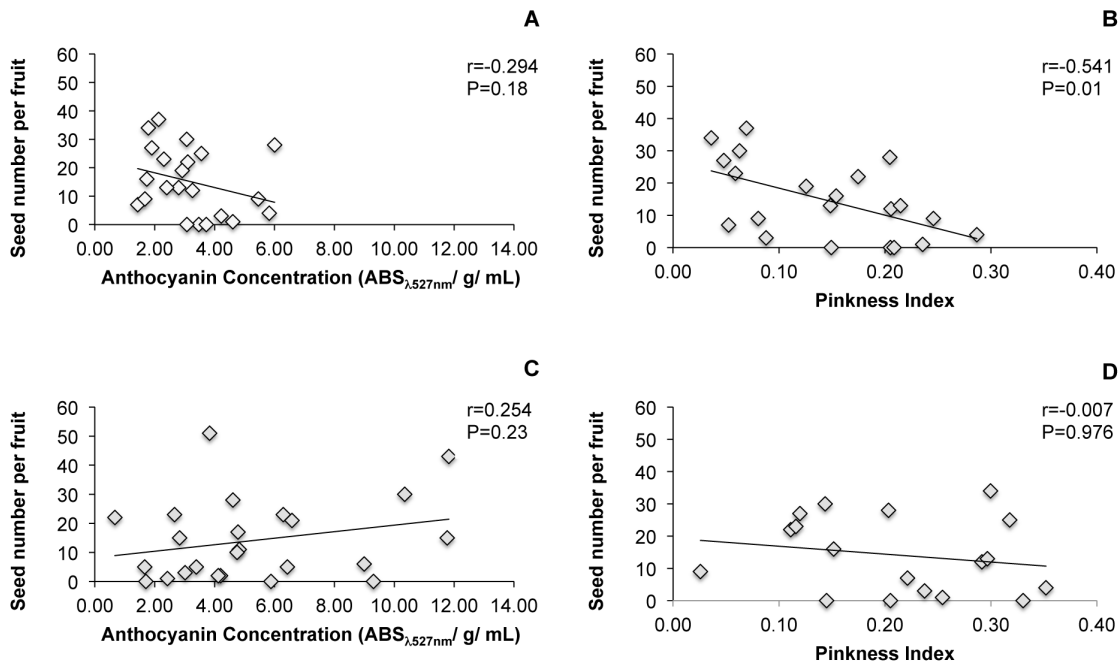 A
r=-0.294
P=0.18
Seed number per fruit
60
50
40
30
20
10
0
0.00 2.00 4.00 6.00 8.00 10.00 12.00 14.00
Anthocyanin Concentration (ABSλ527nm/ g/ mL)
B
r=-0.541
P=0.01
Seed number per fruit
60
50
40
30
20
10
0
0.00 0.10 0.20 0.30 0.40
Pinkness Index
C
r=0.254
P=0.23
Seed number per fruit
60
50
40
30
20
10
0
0.00 2.00 4.00 6.00 8.00 10.00 12.00 14.00
Anthocyanin Concentration (ABSλ527nm/ g/ mL)
D
r=-0.007
P=0.976
Seed number per fruit
60
50
40
30
20
10
0
0.00 0.10 0.20 0.30 0.40
Pinkness Index